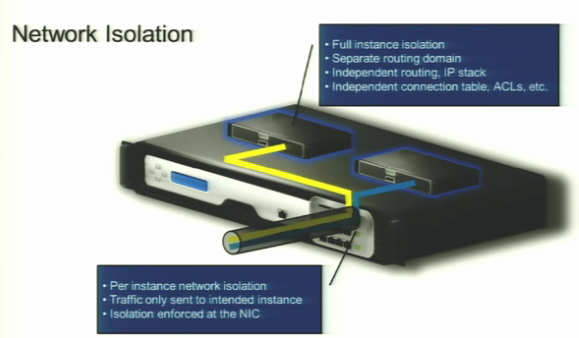 Network Isolation
• Full instance isolation
• Separate routing domain
• Independent routing, IP stack
• Independent connection table, ACLs, etc.
• Per instance network isolation
• Traffic only sent to intended instance
• Isolation enforced at the NIC